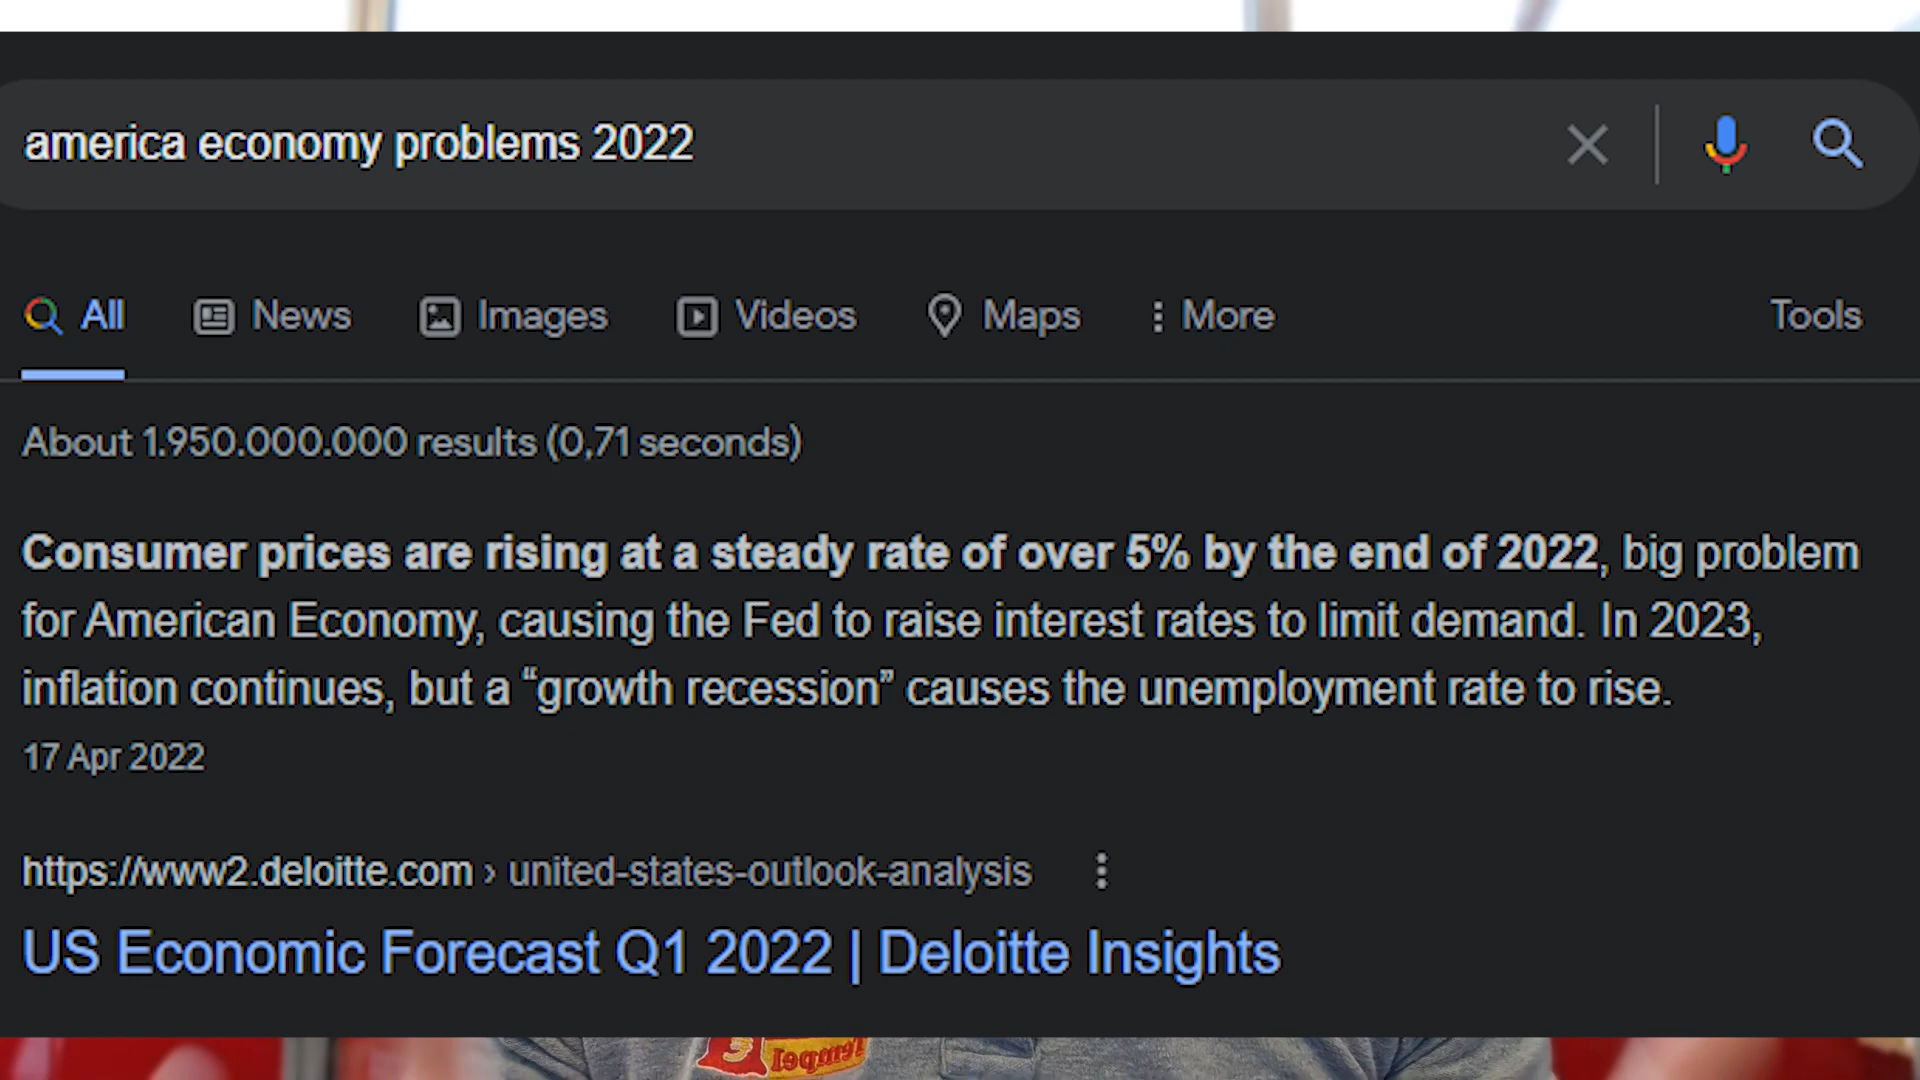 america economy problems 2022
All News Images Videos Maps More Tools
About 1.950.000.000 results (0,71 seconds)
Consumer prices are rising at a steady rate of over 5% by the end of 2022, big problem
for American Economy, causing the Fed to raise interest rates to limit demand. In 2023,
inflation continues, but a “growth recession” causes the unemployment rate to rise.
17 Apr 2022
https://www2.deloitte.com › united-states-outlook-analysis
US Economic Forecast Q1 2022 | Deloitte Insights
Tempel